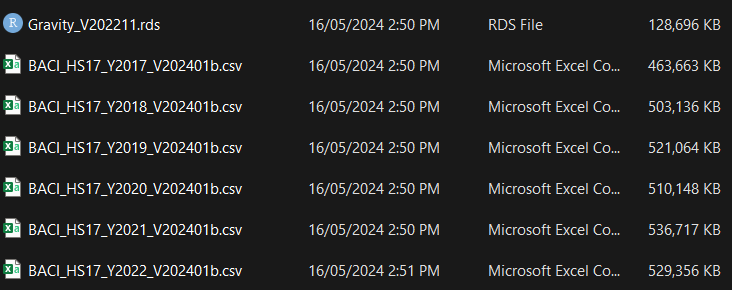 Gravity_V202211.rds 16/05/2024 2:50 PM RDS File 128,696 KB
BACI_HS17_Y2017_V202401b.csv 16/05/2024 2:50 PM Microsoft Excel Co... 463,663 KB
BACI_HS17_Y2018_V202401b.csv 16/05/2024 2:50 PM Microsoft Excel Co... 503,136 KB
BACI_HS17_Y2019_V202401b.csv 16/05/2024 2:50 PM Microsoft Excel Co... 521,064 KB
BACI_HS17_Y2020_V202401b.csv 16/05/2024 2:50 PM Microsoft Excel Co... 510,148 KB
BACI_HS17_Y2021_V202401b.csv 16/05/2024 2:50 PM Microsoft Excel Co... 536,717 KB
BACI_HS17_Y2022_V202401b.csv 16/05/2024 2:51 PM Microsoft Excel Co... 529,356 KB